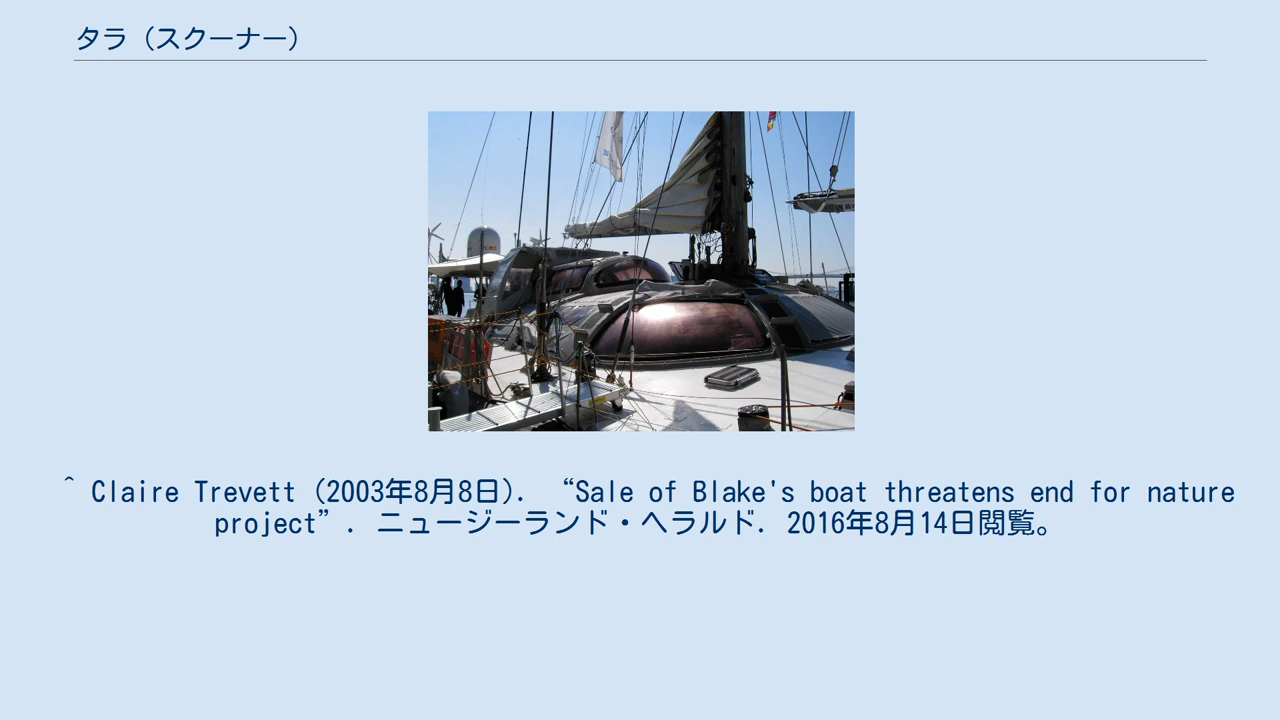 タラ（スクーナー）
^ Claire Trevett (2003年8月8日). “Sale of Blake's boat threatens end for nature
project”. ニュージーランド・ヘラルド. 2016年8月14日閲覧。